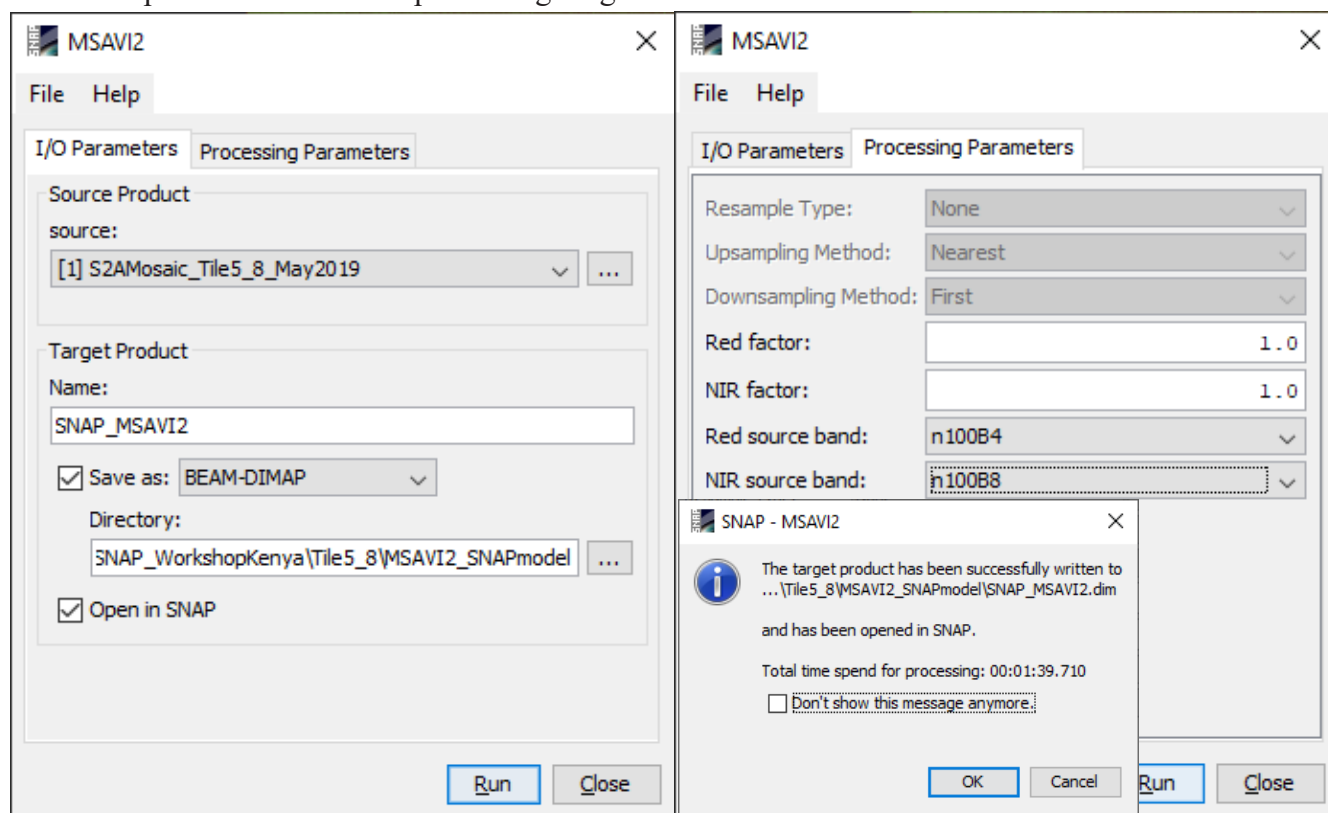 MSAVI2
File Help
I/O Parameters Processing Parameters
Source Product
source:
[1] S2AMosaic_Tile5_8_May2019
...
Target Product
Name:
SNAP_MSAVI2
Save as: BEAM-DIMAP
Directory:
SNAP_WorkshopKenya\Tile5_8\MSAVI2_SNAPmodel ...
Open in SNAP
Run Close
MSAVI2
File Help
I/O Parameters Processing Parameters
Resample Type: None
Upsampling Method: Nearest
Downsampling Method: First
Red factor: 1.0
NIR factor: 1.0
Red source band: n100B4
NIR source band: n100B8
SNAP - MSAVI2
The target product has been successfully written to
...\Tile5_8\MSAVI2_SNAPmodel\SNAP_MSAVI2.dim
and has been opened in SNAP.
Total time spend for processing: 00:01:39.710
Don't show this message anymore.
OK Cancel
Run Close